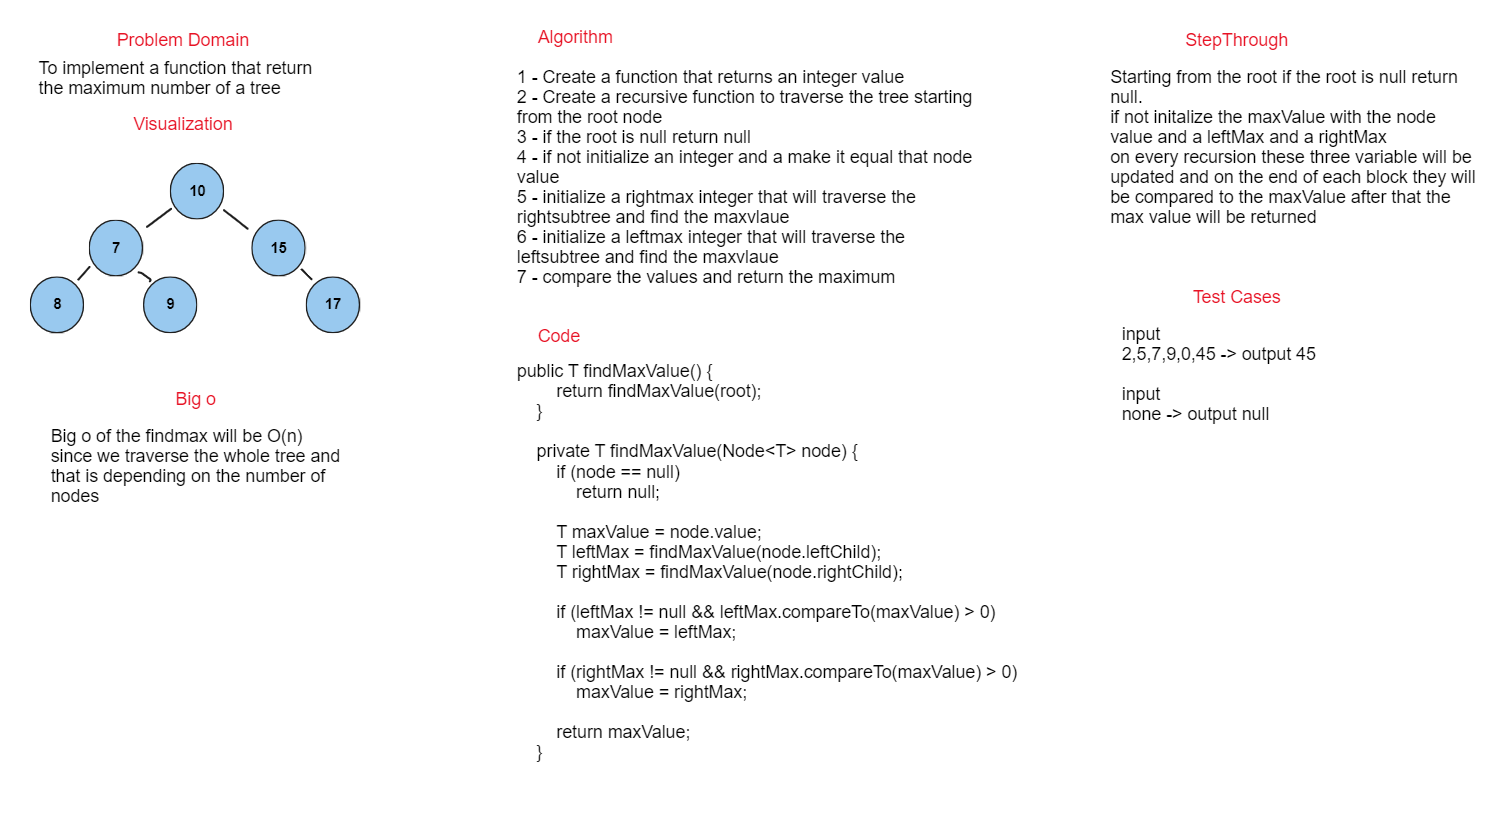 Problem Domain
To implement a function that return
the maximum number of a tree
Visualization
10
7
15
8
9
17
Big o
Big o of the findmax will be O(n)
since we traverse the whole tree and
that is depending on the number of
nodes
Algorithm
1 - Create a function that returns an integer value
2 - Create a recursive function to traverse the tree starting
from the root node
3 - if the root is null return null
4 - if not initialize an integer and a make it equal that node
value
5 - initialize a rightmax integer that will traverse the
rightsubtree and find the maxvlaue
6 - initialize a leftmax integer that will traverse the
leftsubtree and find the maxvlaue
7 - compare the values and return the maximum
Code
public T findMaxValue() {
return findMaxValue(root);
}
private T findMaxValue(Node<T> node) {
if (node == null)
return null;
T maxValue = node.value;
T leftMax = findMaxValue(node.leftChild);
T rightMax = findMaxValue(node.rightChild);
if (leftMax != null && leftMax.compareTo(maxValue) > 0)
maxValue = leftMax;
if (rightMax != null && rightMax.compareTo(maxValue) > 0)
maxValue = rightMax;
return maxValue;
}
StepThrough
Starting from the root if the root is null return
null.
if not initalize the maxValue with the node
value and a leftMax and a rightMax
on every recursion these three variable will be
updated and on the end of each block they will
be compared to the maxValue after that the
max value will be returned
Test Cases
input
2,5,7,9,0,45 -> output 45
input
none -> output null